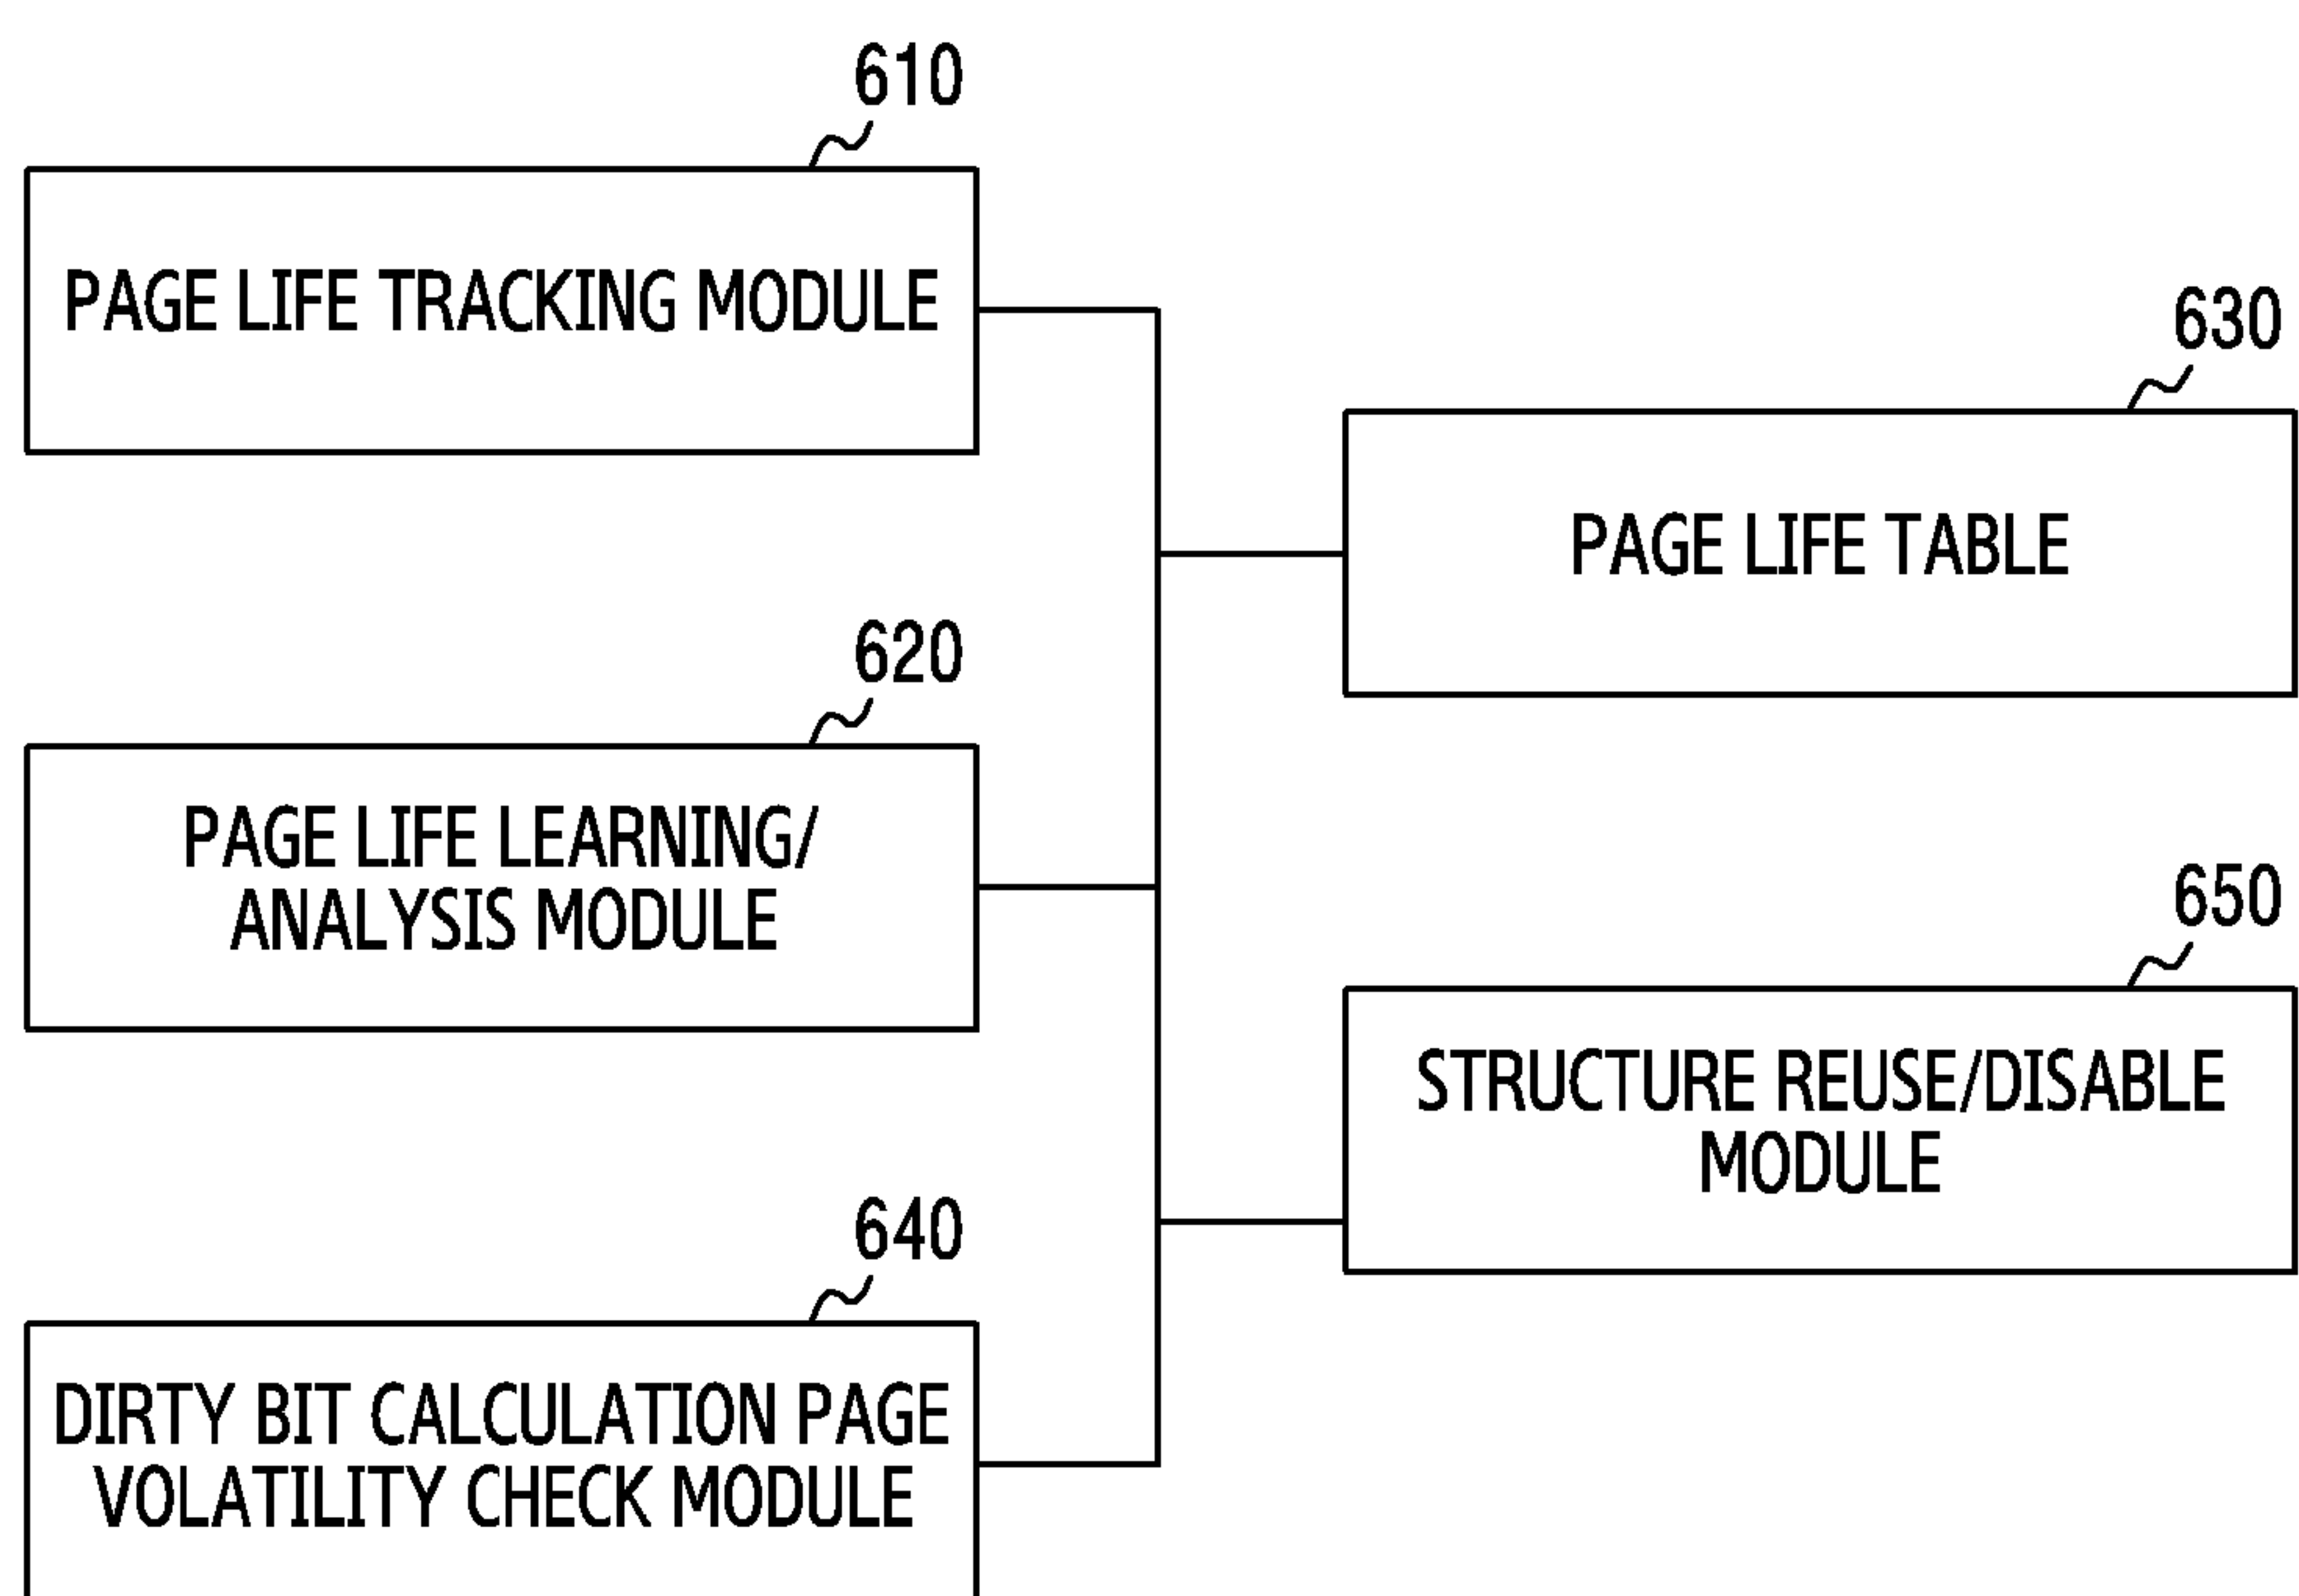 610
PAGE LIFE TRACKING MODULE
630
PAGE LIFE TABLE
620
PAGE LIFE LEARNING/
ANALYSIS MODULE
650
STRUCTURE REUSE/DISABLE
MODULE
640
DIRTY BIT CALCULATION PAGE
VOLATILITY CHECK MODULE